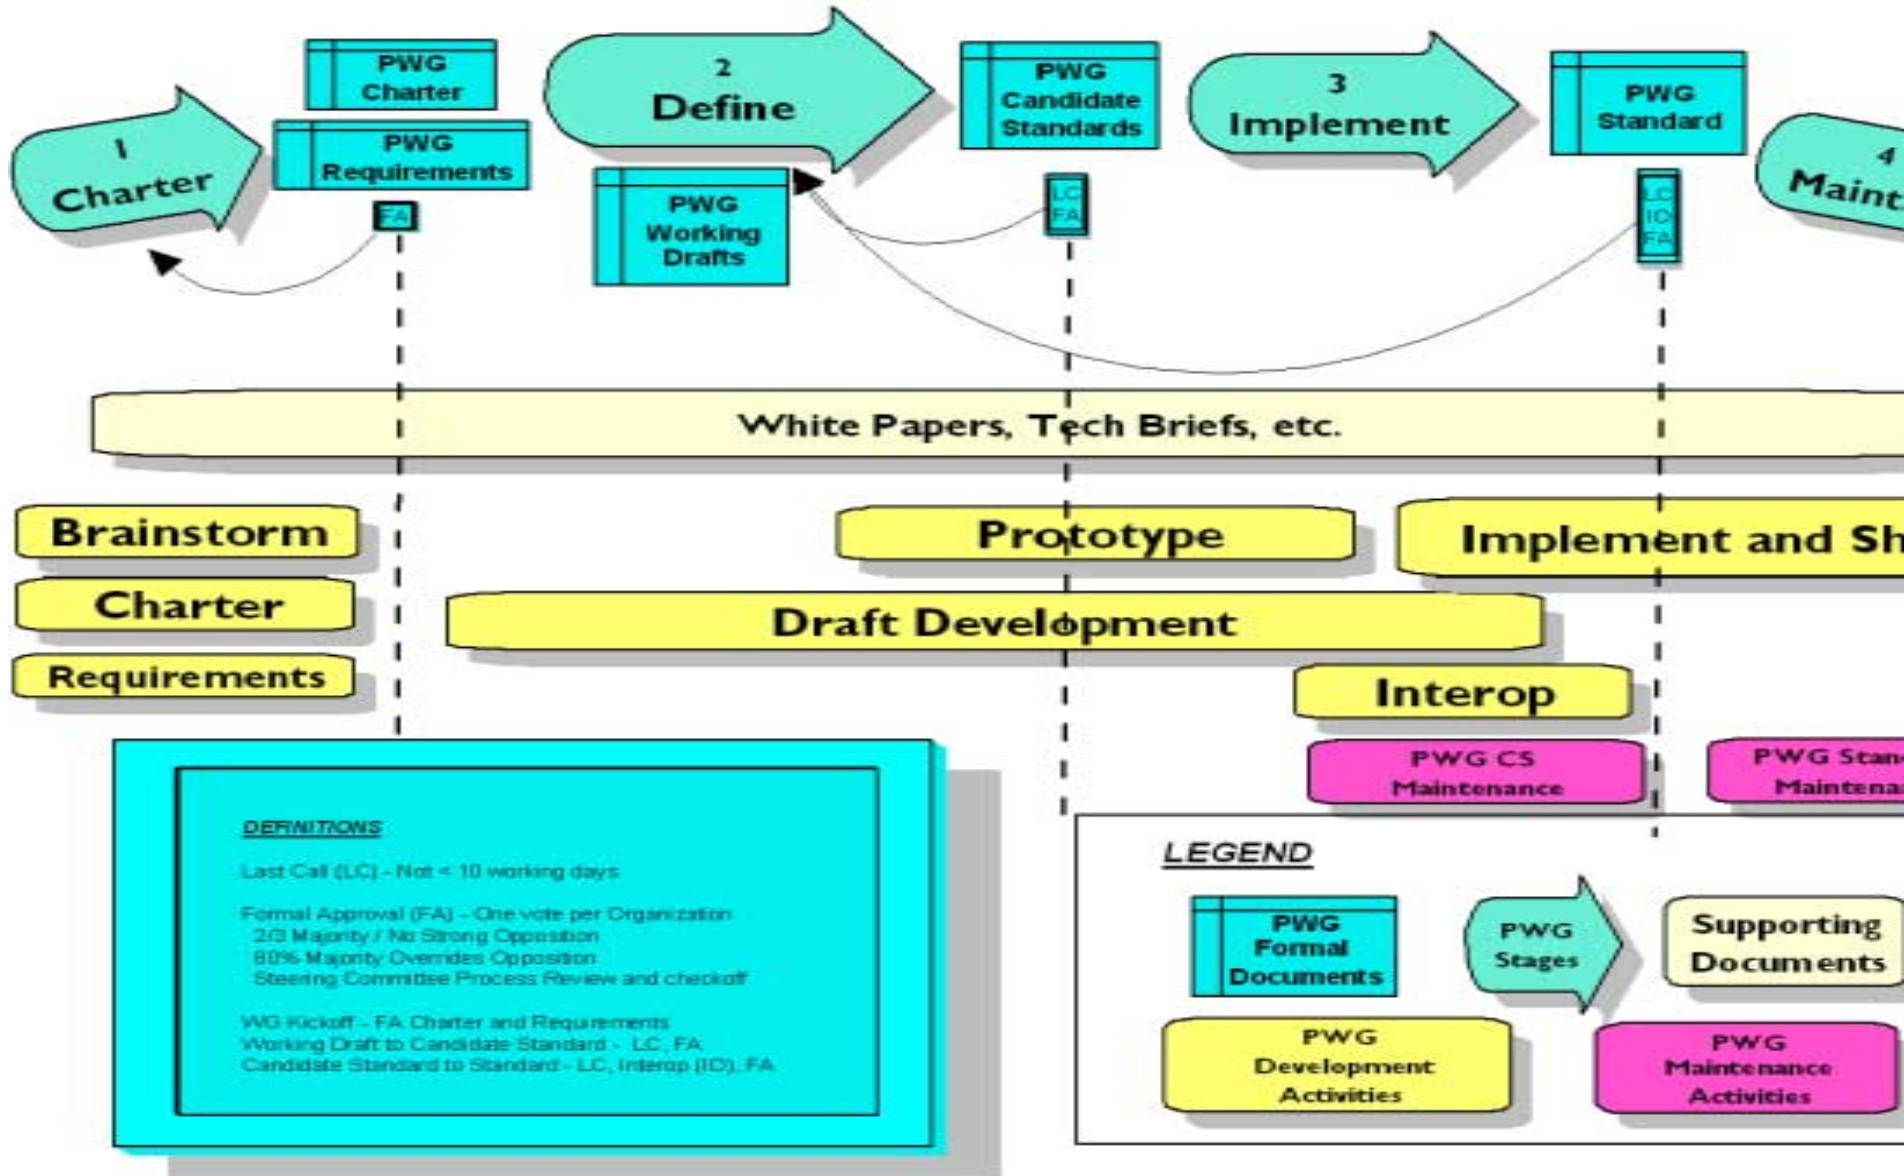 1
Charter
PWG
Charter
PWG
Requirements
FA
2
Define
PWG
Working
Drafts
PWG
Candidate
Standards
LC
FA
3
Implement
PWG
Standard
LC
IO
FA
4
White Papers, Tech Briefs, etc.
Brainstorm
Charter
Requirements
Prototype
Implement and
Draft Development
Interop
PWG CS
Maintenance
PWG
DEFINITIONS
Last Call (LC) - Not < 10 working days
Formal Approval (FA) - One vote per Organization
2/3 Majority / No Strong Opposition
80% Majority Overrides Opposition
Steering Committee Process Review and checkoff
WG Kickoff - FA Charter and Requirements
Working Draft to Candidate Standard - LC, FA
Candidate Standard to Standard - LC, Interop (IO), FA
LEGEND
PWG
Formal
Documents
PWG
Stages
Supporting
Documents
PWG
Development
Activities
PWG
Maintenance
Activities